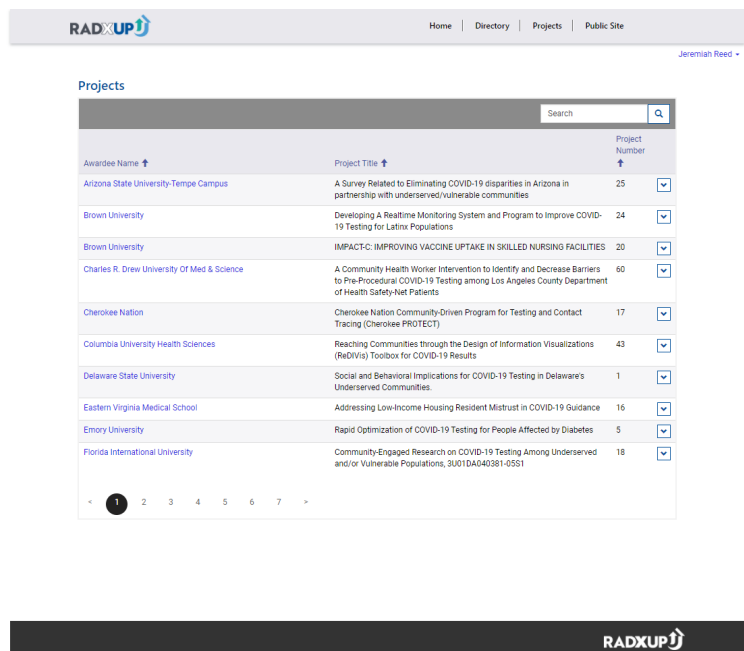 RADXUP
Home Directory Projects Public Site
Jeremiah Reed
Projects
Search
Project
Number
Awardee Name Project Title
Arizona State University-Tempe Campus A Survey Related to Eliminating COVID-19 disparities in Arizona in 25
partnership with underserved/vulnerable communities
Brown University Developing A Realtime Monitoring System and Program to Improve COVID- 24
19 Testing for Latinx Populations
Brown University IMPACT-C: IMPROVING VACCINE UPTAKE IN SKILLED NURSING FACILITIES 20
Charles R. Drew University Of Med & Science A Community Health Worker Intervention to Identify and Decrease Barriers 60
to Pre-Procedural COVID-19 Testing among Los Angeles County Department
of Health Safety-Net Patients
Cherokee Nation Cherokee Nation Community-Driven Program for Testing and Contact 17
Tracing (Cherokee PROTECT)
Columbia University Health Sciences Reaching Communities through the Design of Information Visualizations 43
(ReDIVis) Toolbox for COVID-19 Results
Delaware State University Social and Behavioral Implications for COVID-19 Testing in Delaware's 1
Underserved Communities.
Eastern Virginia Medical School Addressing Low-Income Housing Resident Mistrust in COVID-19 Guidance 16
Emory University Rapid Optimization of COVID-19 Testing for People Affected by Diabetes 5
Florida International University Community-Engaged Research on COVID-19 Testing Among Underserved 18
and/or Vulnerable Populations, 3U01DA040381-05S1
< 1 2 3 4 5 6 7 >
RADXUP